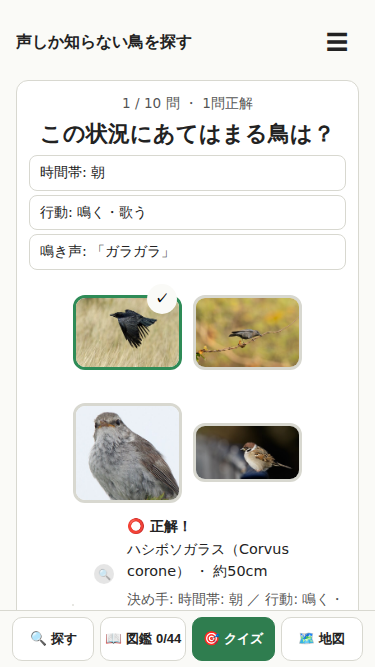 声しか知らない鳥を探す
☰
1 / 10 問 ・ 1問正解
この状況にあてはまる鳥は？
時間帯: 朝
行動: 鳴く・歌う
鳴き声: 「ガラガラ」
✓
⭕ 正解！
ハシボソガラス（Corvus
corone） ・ 約50cm
決め手: 時間帯: 朝 ／ 行動: 鳴く・
🔍 探す
📖 図鑑 0/44
🎯 クイズ
🗺️ 地図